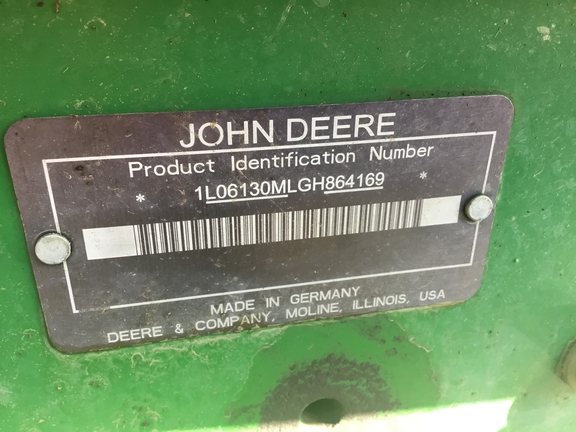 JOHN DEERE
Product Identification Number
* 1L06130MLGH864169 *
MADE IN GERMANY
DEERE & COMPANY, MOLINE, ILLINOIS, USA